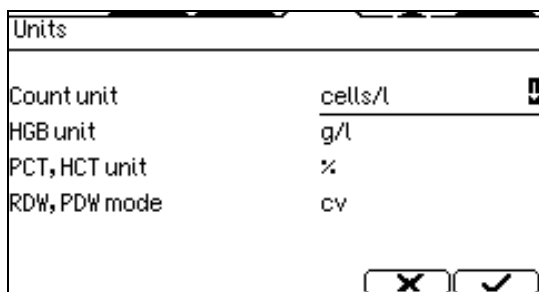 Units
Count unit cells/l
HGB unit g/l
PCT, HCT unit %
RDW, PDW mode cv